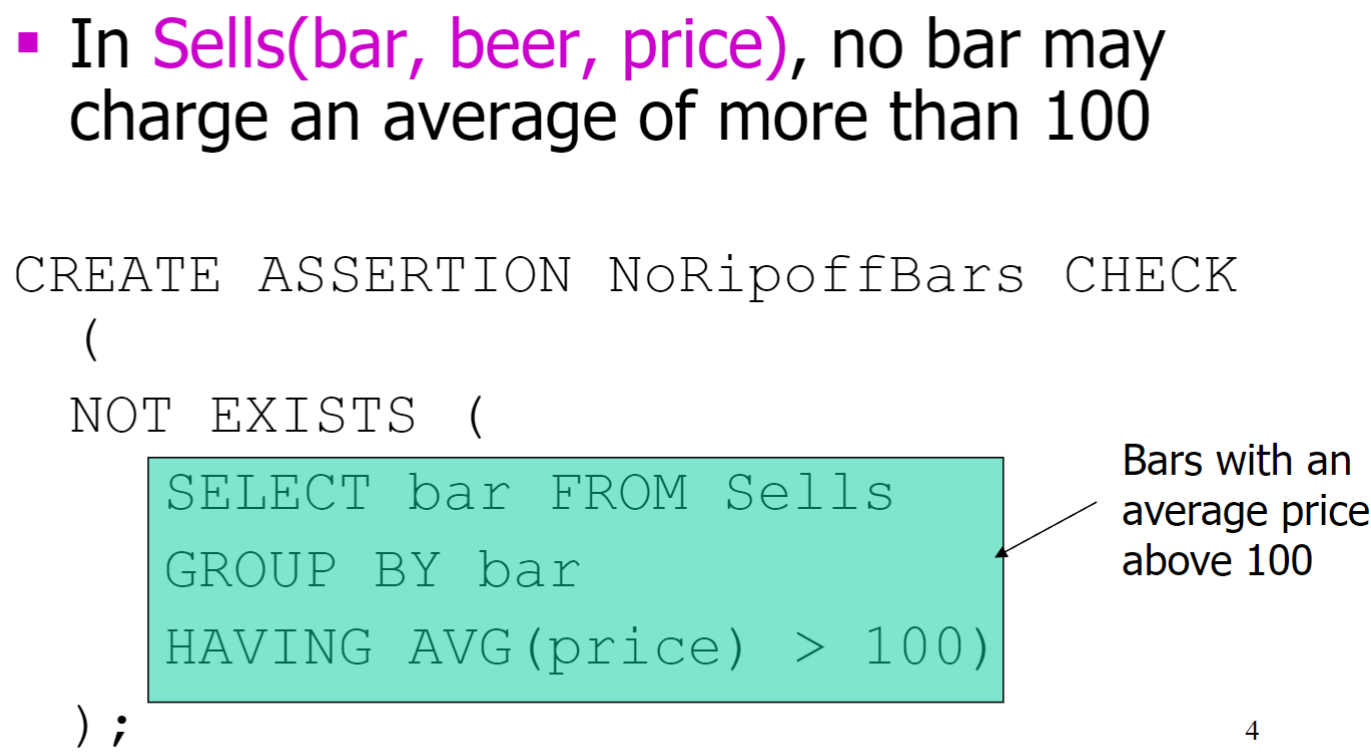 ▪ In Sells(bar, beer, price), no bar may
charge an average of more than 100
CREATE ASSERTION NoRipoffBars CHECK
(
NOT EXISTS (
SELECT bar FROM Sells
GROUP BY bar
HAVING AVG(price) > 100)
);
Bars with an
average price
above 100
4